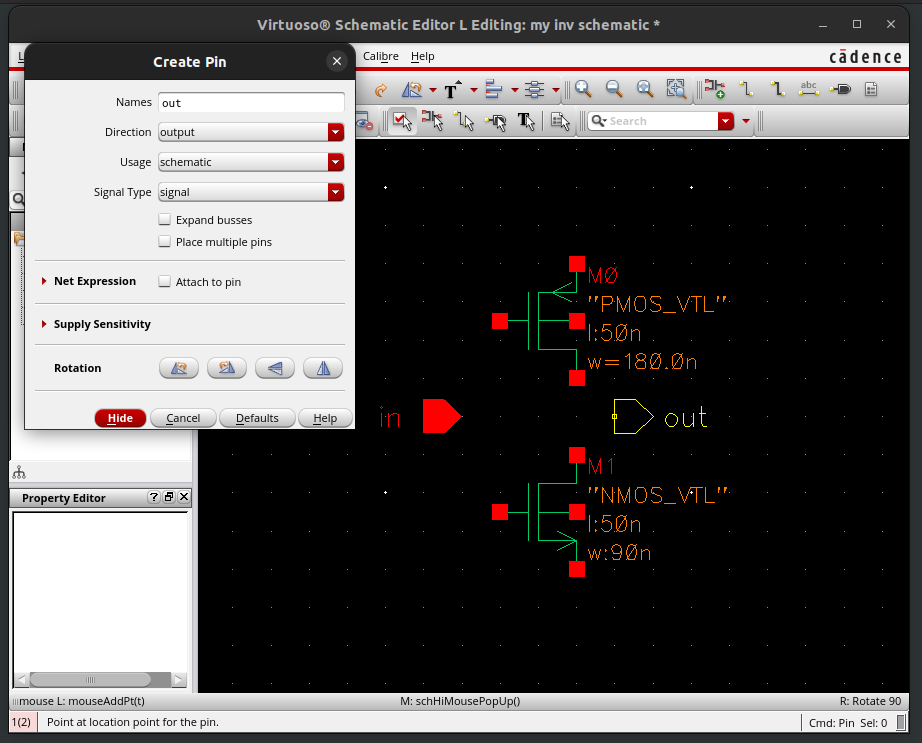 Virtuoso® Schematic Editor L Editing: my inv schematic *
Calibre Help
cādence
Create Pin
Names out
Direction output
Usage schematic
Signal Type signal
Expand busses
Place multiple pins
Net Expression Attach to pin
Supply Sensitivity
Rotation
Hide Cancel Defaults Help
T
abc
T
Search
M0
"PMOS_VTL"
l:50n
w=180.0n
in
out
M1
"NMOS_VTL"
l:50n
w:90n
Property Editor
mouse L: mouseAddPt(t) M: schHiMousePopUp() R: Rotate 90
1(2) Point at location point for the pin. Cmd: Pin Sel: 0